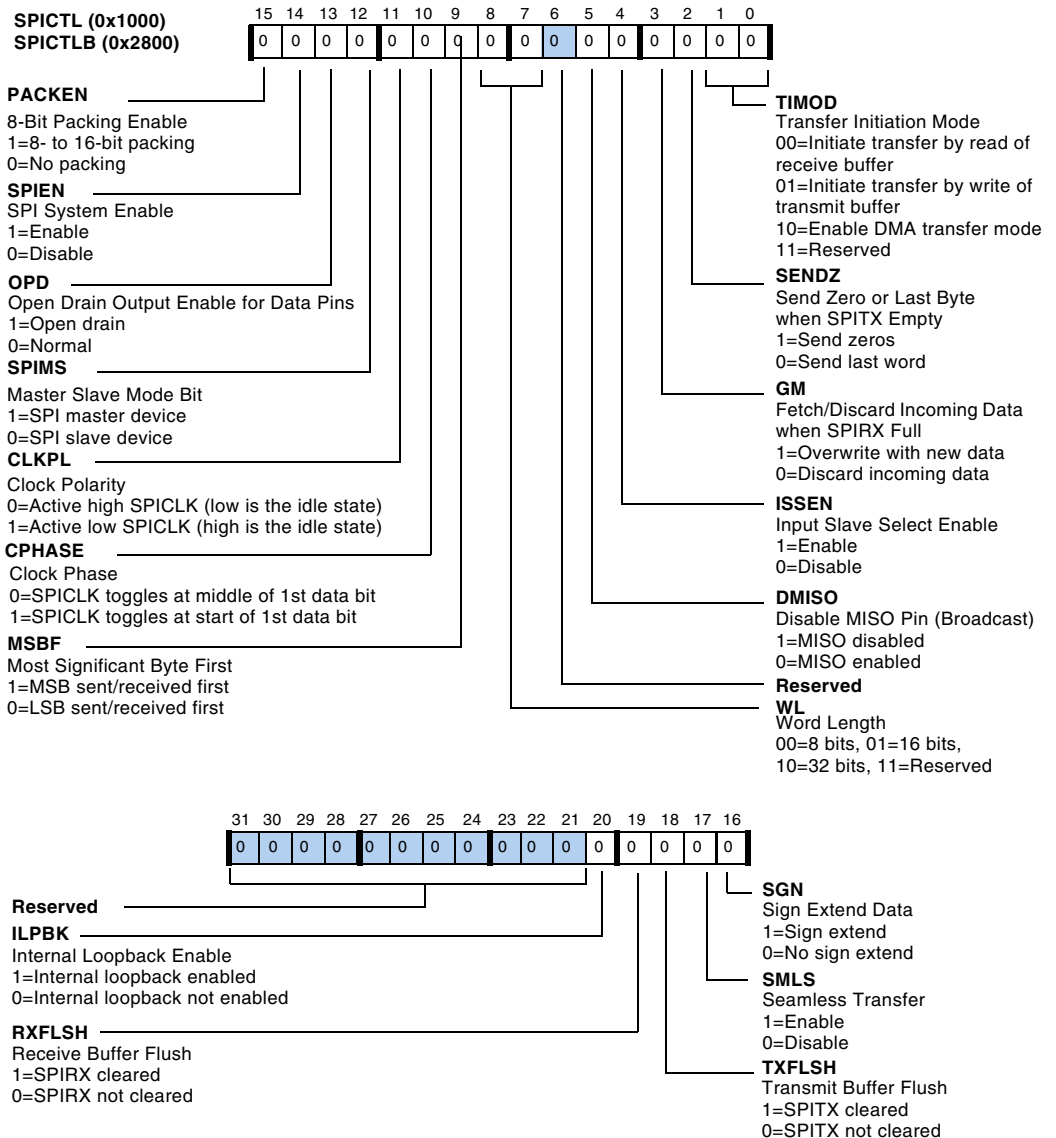 SPICTL (0x1000)
SPICTLB (0x2800)
15 14 13 12 11 10 9 8 7 6 5 4 3 2 1 0
0 0 0 0 0 0 0 0 0 0 0 0 0 0 0 0
PACKEN
8-Bit Packing Enable
1=8- to 16-bit packing
0=No packing
SPIEN
SPI System Enable
1=Enable
0=Disable
OPD
Open Drain Output Enable for Data Pins
1=Open drain
0=Normal
SPIMS
Master Slave Mode Bit
1=SPI master device
0=SPI slave device
CLKPL
Clock Polarity
0=Active high SPICLK (low is the idle state)
1=Active low SPICLK (high is the idle state)
CPHASE
Clock Phase
0=SPICLK toggles at middle of 1st data bit
1=SPICLK toggles at start of 1st data bit
MSBF
Most Significant Byte First
1=MSB sent/received first
0=LSB sent/received first
TIMOD
Transfer Initiation Mode
00=Initiate transfer by read of
receive buffer
01=Initiate transfer by write of
transmit buffer
10=Enable DMA transfer mode
11=Reserved
SENDZ
Send Zero or Last Byte
when SPITX Empty
1=Send zeros
0=Send last word
GM
Fetch/Discard Incoming Data
when SPIRX Full
1=Overwrite with new data
0=Discard incoming data
ISSEN
Input Slave Select Enable
1=Enable
0=Disable
DMISO
Disable MISO Pin (Broadcast)
1=MISO disabled
0=MISO enabled
Reserved
WL
Word Length
00=8 bits, 01=16 bits,
10=32 bits, 11=Reserved
31 30 29 28 27 26 25 24 23 22 21 20 19 18 17 16
0 0 0 0 0 0 0 0 0 0 0 0 0 0 0 0
Reserved
ILPBK
Internal Loopback Enable
1=Internal loopback enabled
0=Internal loopback not enabled
RXFLSH
Receive Buffer Flush
1=SPIRX cleared
0=SPIRX not cleared
SGN
Sign Extend Data
1=Sign extend
0=No sign extend
SMLS
Seamless Transfer
1=Enable
0=Disable
TXFLSH
Transmit Buffer Flush
1=SPITX cleared
0=SPITX not cleared